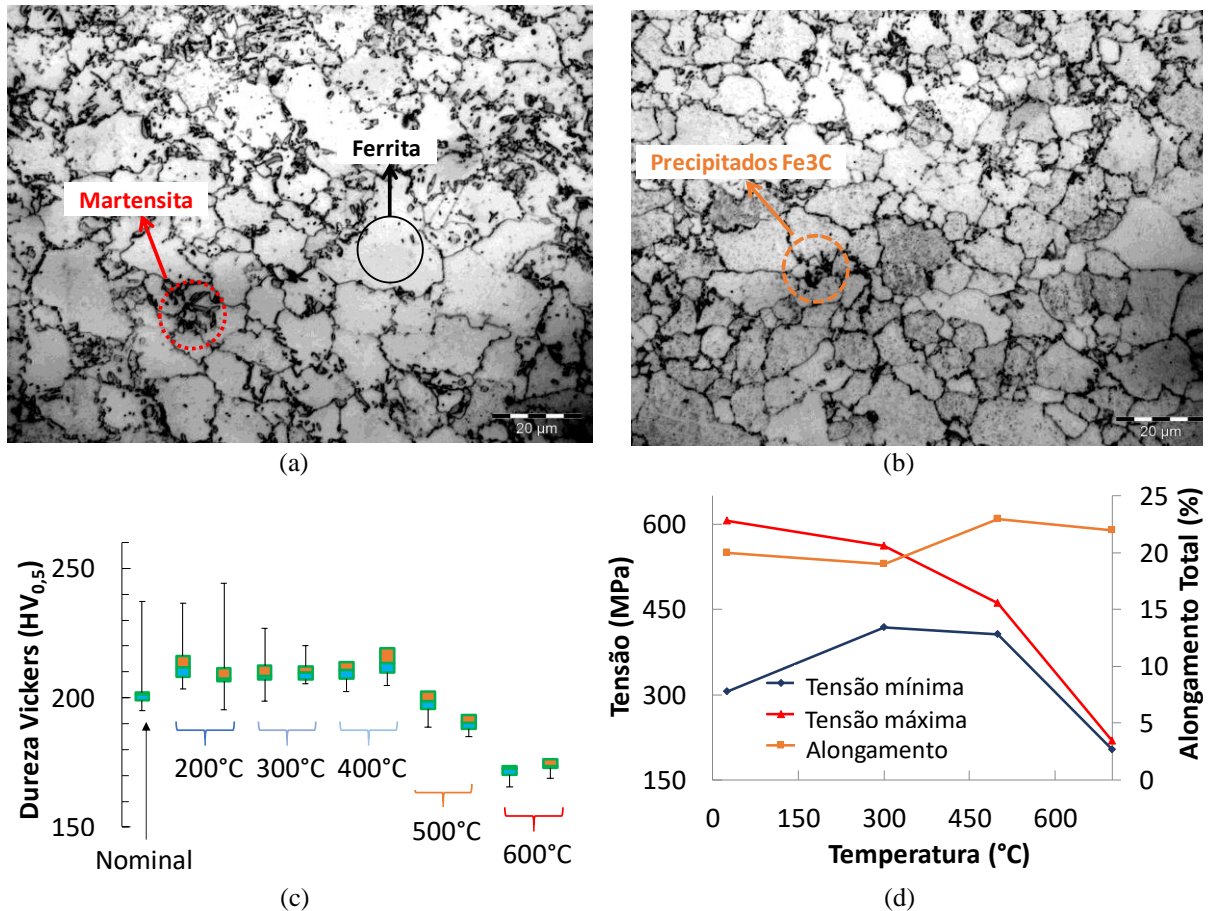 Ferrita
Martensita
20 µm
(a)
Precipitados Fe3C
20 µm
(b)
Dureza Vickers (HV0,5)
250
200
150
Nominal
200°C
300°C
400°C
500°C
600°C
(c)
Tensão (MPa)
600
450
300
150
Tensão mínima
Tensão máxima
Alongamento
25
20
15
10
5
0
Alongamento Total (%)
0
150
300
450
600
Temperatura (°C)
(d)